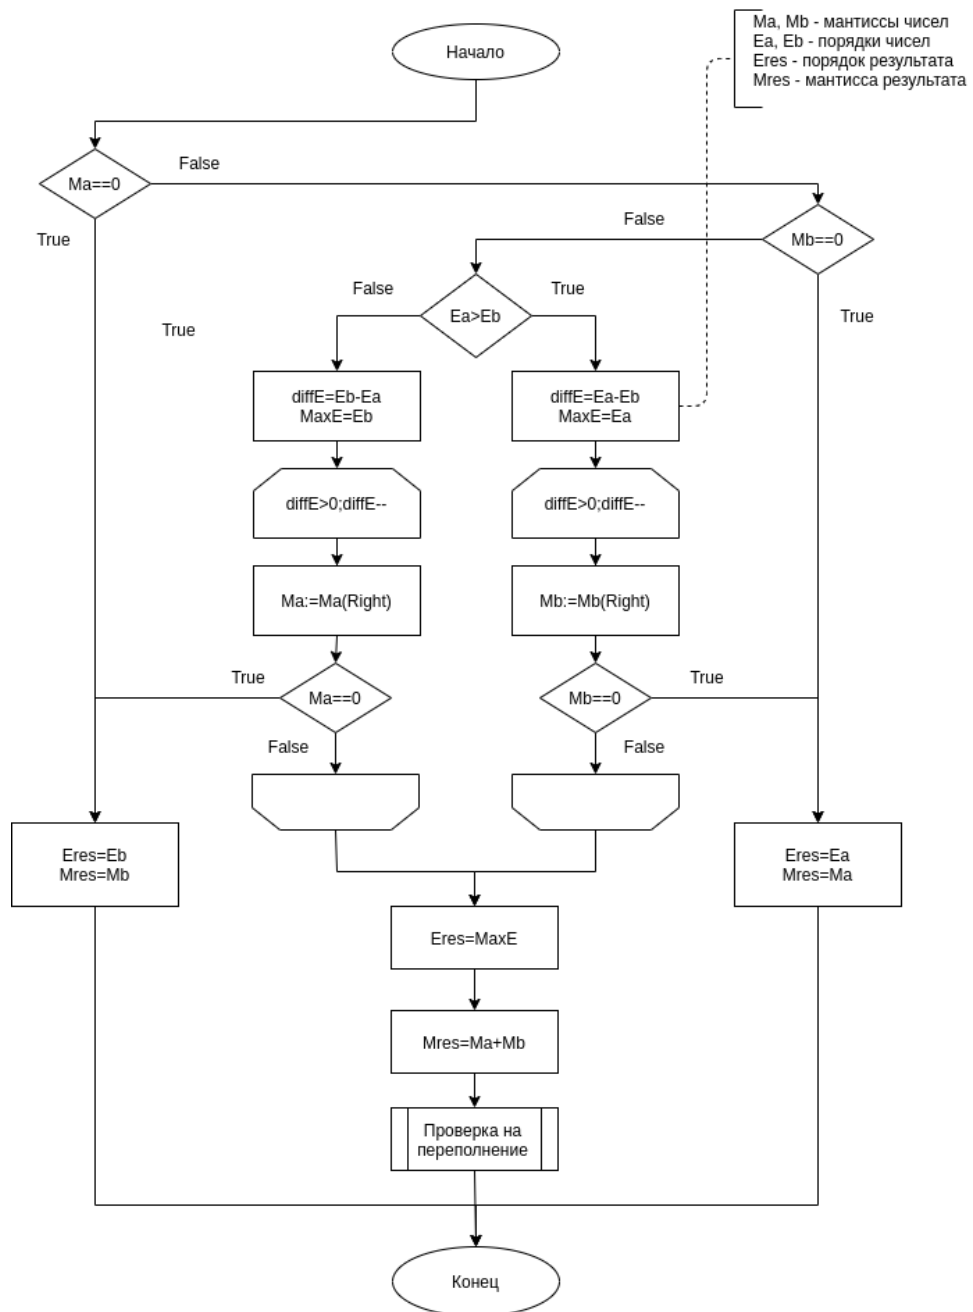 Ma, Mb - мантиссы чисел
Ea, Eb - порядки чисел
Eres - порядок результата
Mres - мантисса результата
Начало
False
Ma==0
True
False
Mb==0
True
True
False
True
Ea>Eb
diffE=Eb-Ea
MaxE=Eb
diffE=Ea-Eb
MaxE=Ea
diffE>0;diffE--
diffE>0;diffE--
Ma:=Ma(Right)
Mb:=Mb(Right)
True
Ma==0
Mb==0
True
False
False
Eres=Eb
Mres=Mb
Eres=Ea
Mres=Ma
Eres=MaxE
Mres=Ma+Mb
Проверка на
переполнение
Конец